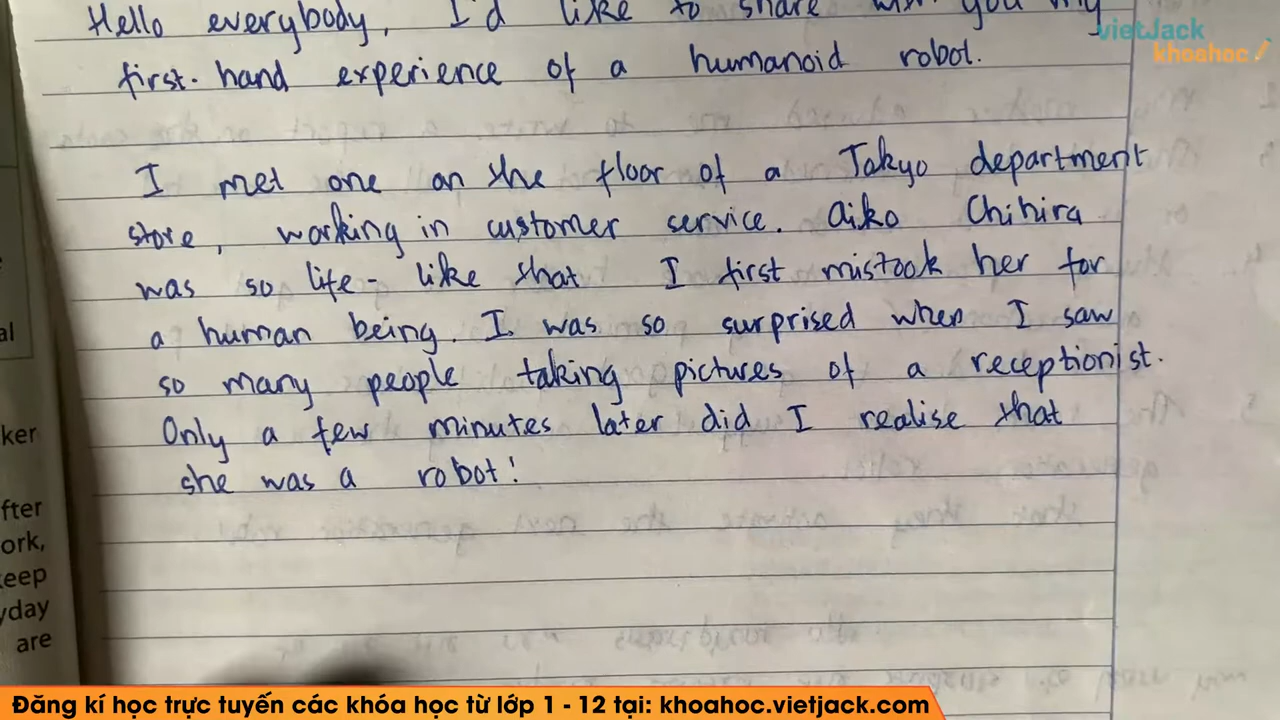 Hello everybody, I'd like to share with you my
first-hand experience of a humanoid robot.
I met one on the floor of a Tokyo department
store, working in customer service. Aiko Chihira
was so life-like that I first mistook her for
a human being. I was so surprised when I saw
so many people taking pictures of a receptionist.
Only a few minutes later did I realise that
she was a robot!
vietJack
khoahoc
al
ker
fter
ork,
keep
yday
are
Đăng kí học trực tuyến các khóa học từ lớp 1 - 12 tại: khoahoc.vietjack.com